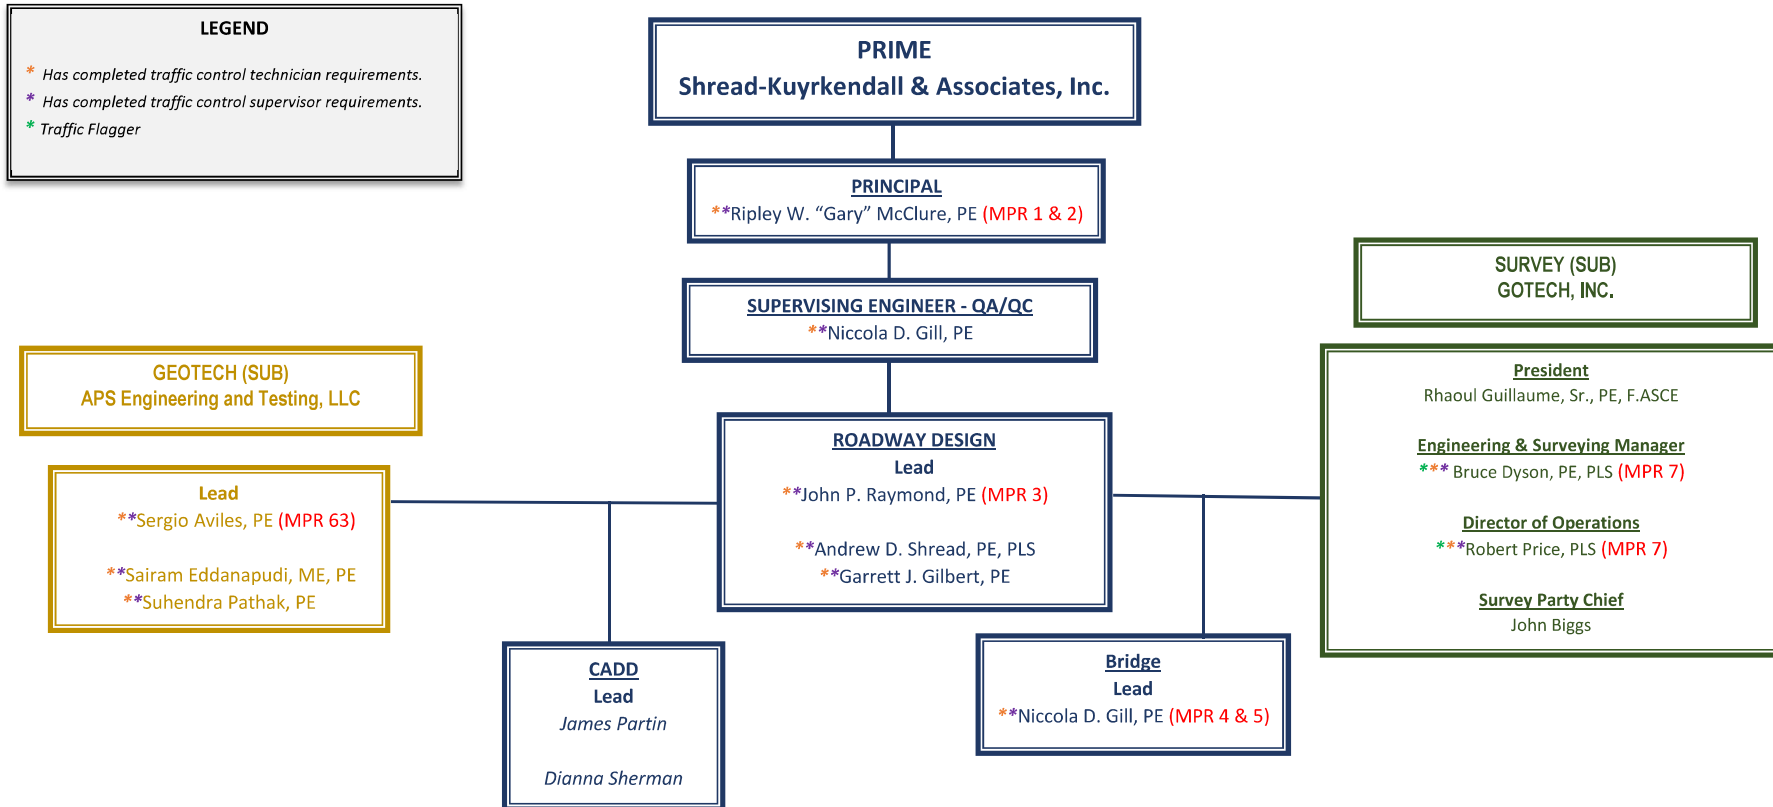 LEGEND
* Has completed traffic control technician requirements.
* Has completed traffic control supervisor requirements.
* Traffic Flagger
PRIME
Shread-Kuyrkendall & Associates, Inc.
PRINCIPAL
**Ripley W. “Gary” McClure, PE (MPR 1 & 2)
SUPERVISING ENGINEER - QA/QC
**Niccola D. Gill, PE
GEOTECH (SUB)
APS Engineering and Testing, LLC
Lead
**Sergio Aviles, PE (MPR 63)
**Sairam Eddanapudi, ME, PE
**Suhendra Pathak, PE
ROADWAY DESIGN
Lead
**John P. Raymond, PE (MPR 3)
**Andrew D. Shread, PE, PLS
**Garrett J. Gilbert, PE
SURVEY (SUB)
GOTECH, INC.
President
Rhaoul Guillaume, Sr., PE, F.ASCE
Engineering & Surveying Manager
*** Bruce Dyson, PE, PLS (MPR 7)
Director of Operations
***Robert Price, PLS (MPR 7)
Survey Party Chief
John Biggs
CADD
Lead
James Partin
Dianna Sherman
Bridge
Lead
**Niccola D. Gill, PE (MPR 4 & 5)